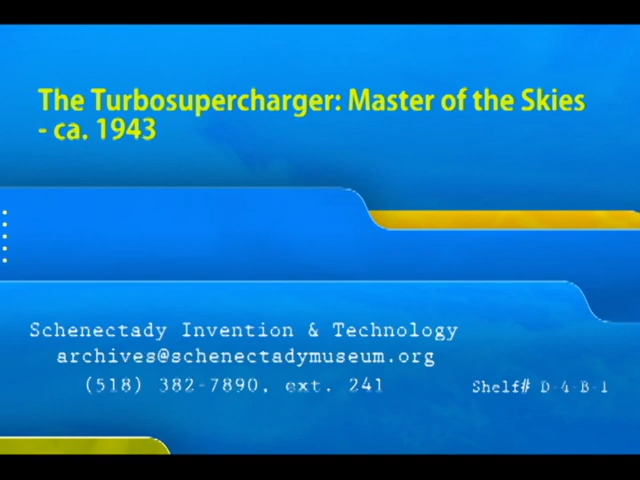 The Turbosupercharger: Master of the Skies
- ca. 1943
Schenectady Invention & Technology
archives@schenectadymuseum.org
(518) 382-7890, ext. 241
Shelf# D-4-B-1